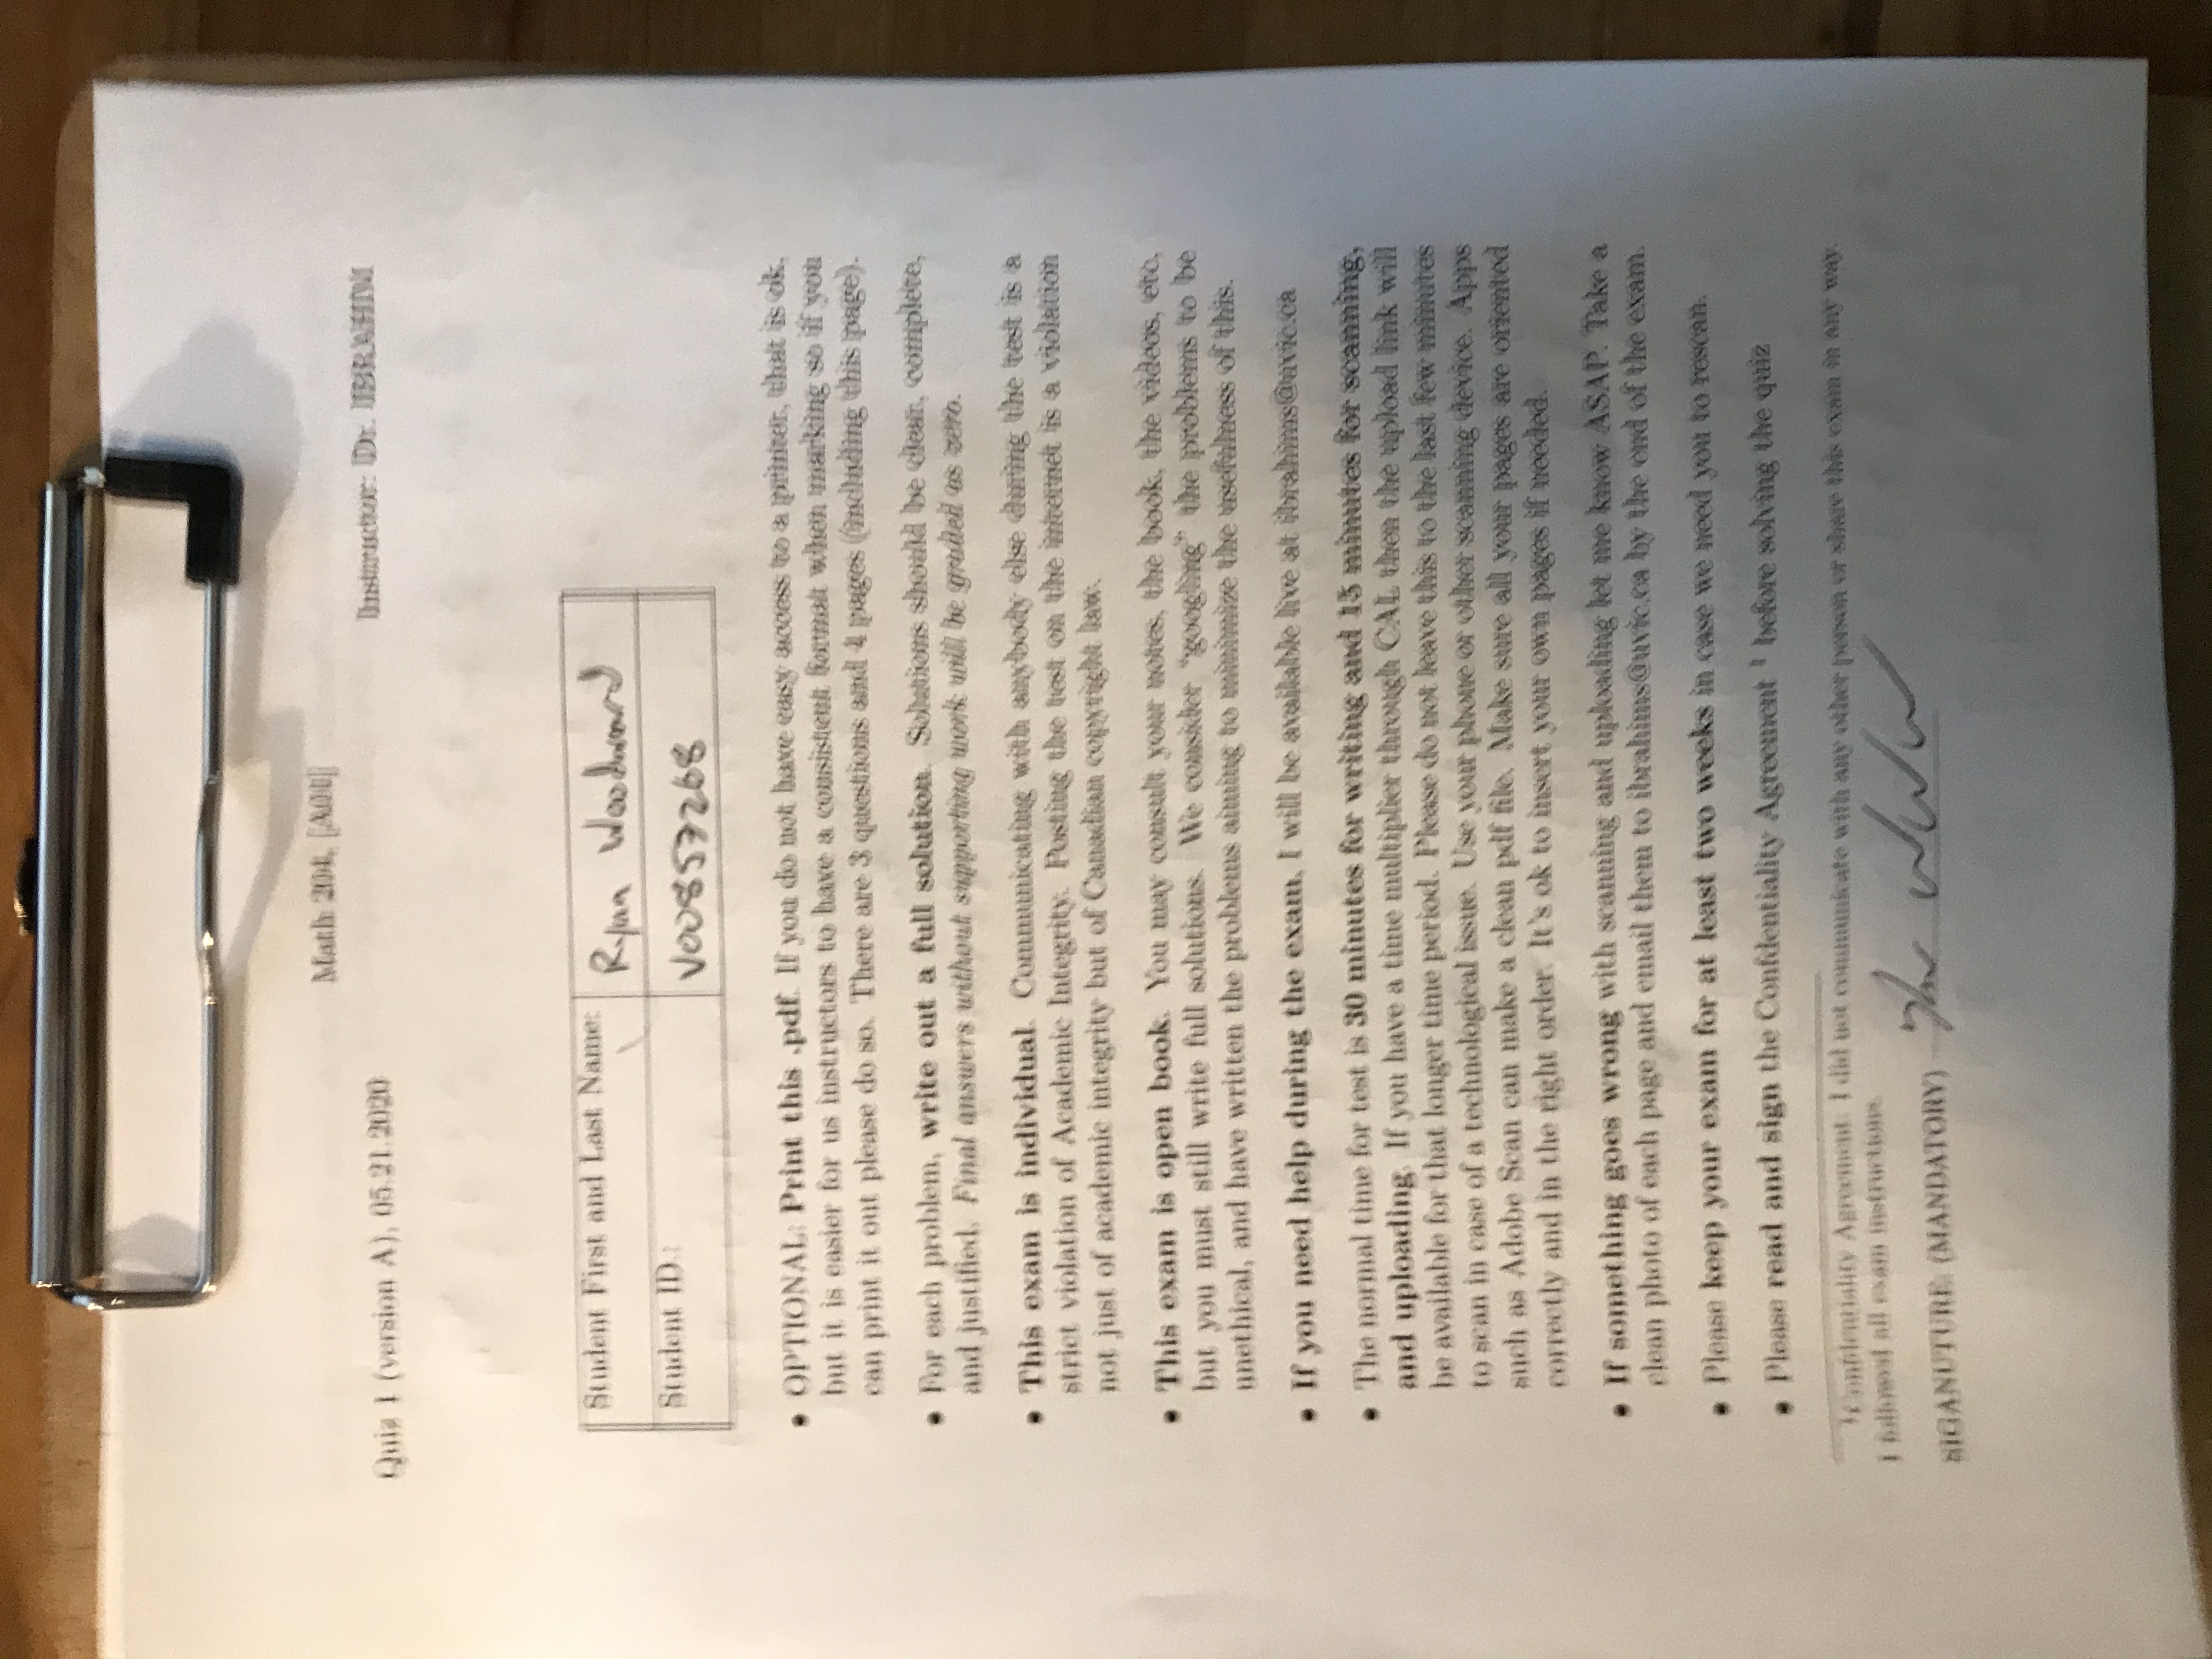 Math 204, [A01]
Quiz 1 (version A), 05.21.2020
Instructor: Dr. IBRAHIM
Student First and Last Name: Ryan Woodward
Student ID.: V00857268
• OPTIONAL: Print this .pdf. If you do not have easy access to a printer, that is ok,
but it is easier for us instructors to have a consistent format when marking so if you
can print it out please do so. There are 3 questions and 4 pages (including this page).
• For each problem, write out a full solution. Solutions should be clear, complete,
and justified. Final answers without supporting work will be graded as zero.
• This exam is individual. Communicating with anybody else during the test is a
strict violation of Academic Integrity. Posting the test on the internet is a violation
not just of academic integrity but of Canadian copyright law.
• This exam is open book. You may consult your notes, the book, the videos, etc,
but you must still write full solutions. We consider "googling" the problems to be
unethical, and have written the problems aiming to minimize the usefulness of this.
• If you need help during the exam, I will be available live at ibrahims@uvic.ca
• The normal time for test is 30 minutes for writing and 15 minutes for scanning,
and uploading. If you have a time multiplier through CAL then the upload link will
be available for that longer time period. Please do not leave this to the last few minutes
to scan in case of a technological issue. Use your phone or other scanning device. Apps
such as Adobe Scan can make a clean pdf file. Make sure all your pages are oriented
correctly and in the right order. It's ok to insert your own pages if needed.
• If something goes wrong with scanning and uploading let me know ASAP. Take a
clean photo of each page and email them to ibrahims@uvic.ca by the end of the exam.
• Please keep your exam for at least two weeks in case we need you to rescan.
• Please read and sign the Confdentiality Agreement ¹ before solving the quiz
¹Confidentiality Agreement: I did not communicate with any other person or share this exam in any way.
I followed all exam instructions.
SIGANUTURE: (MANDATORY)